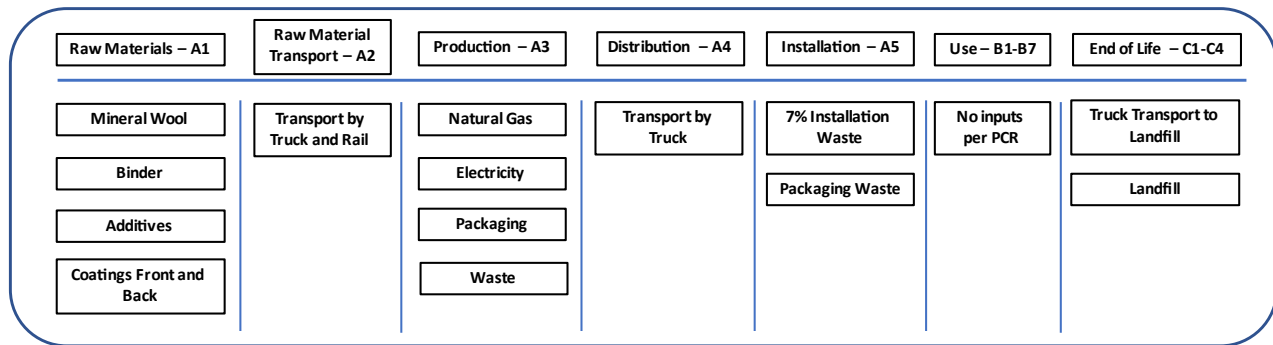 Raw Materials – A1
Raw Material
Transport – A2
Production – A3
Distribution – A4
Installation – A5
Use – B1-B7
End of Life – C1-C4
Mineral Wool
Binder
Additives
Coatings Front and
Back
Transport by
Truck and Rail
Natural Gas
Electricity
Packaging
Waste
Transport by
Truck
7% Installation
Waste
Packaging Waste
No inputs
per PCR
Truck Transport to
Landfill
Landfill